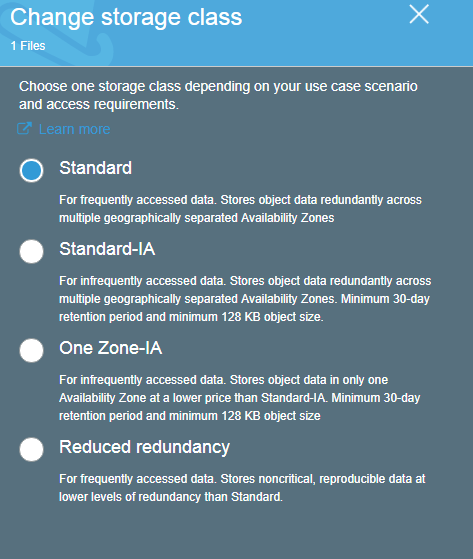 Change storage class
1 Files
Choose one storage class depending on your use case scenario
and access requirements.
Learn more
Standard
For frequently accessed data. Stores object data redundantly across
multiple geographically separated Availability Zones
Standard-IA
For infrequently accessed data. Stores object data redundantly across
multiple geographically separated Availability Zones. Minimum 30-day
retention period and minimum 128 KB object size.
One Zone-IA
For infrequently accessed data. Stores object data in only one
Availability Zone at a lower price than Standard-IA. Minimum 30-day
retention period and minimum 128 KB object size
Reduced redundancy
For frequently accessed data. Stores noncritical, reproducible data at
lower levels of redundancy than Standard.